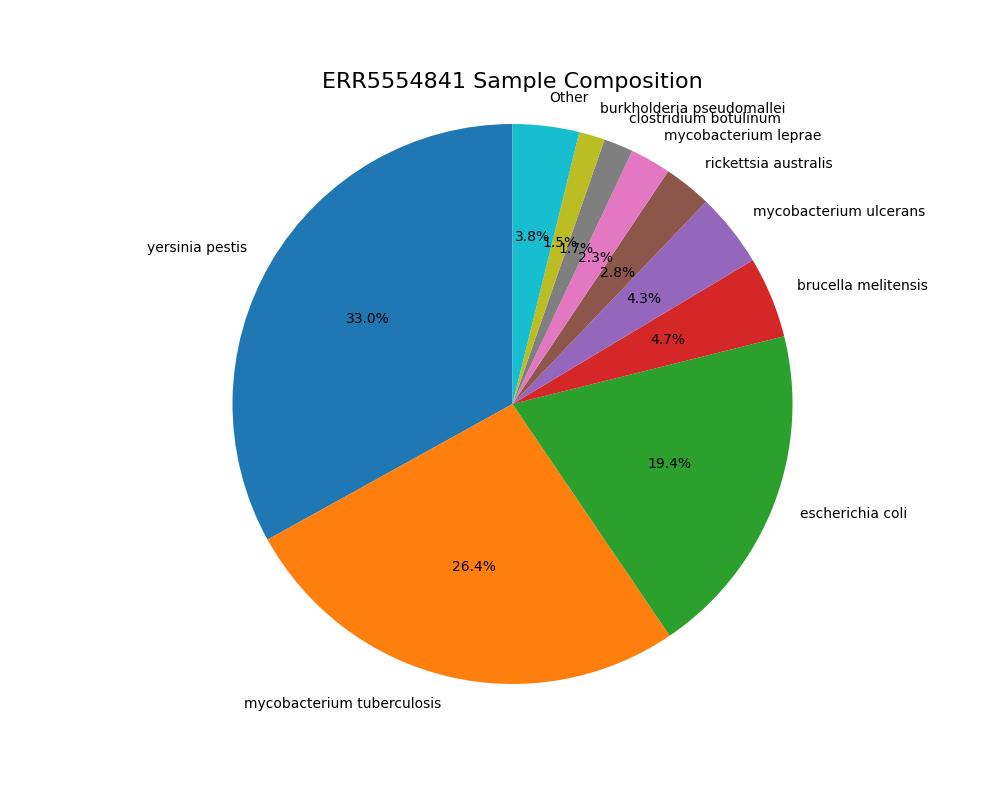 ERR5554841 Sample Composition
Other
burkholderia pseudomallei
clostridium botulinum
mycobacterium leprae
rickettsia australis
mycobacterium ulcerans
yersinia pestis
brucella melitensis
escherichia coli
mycobacterium tuberculosis
3.8%
1.5%
1.7%
2.3%
2.8%
4.3%
33.0%
4.7%
19.4%
26.4%